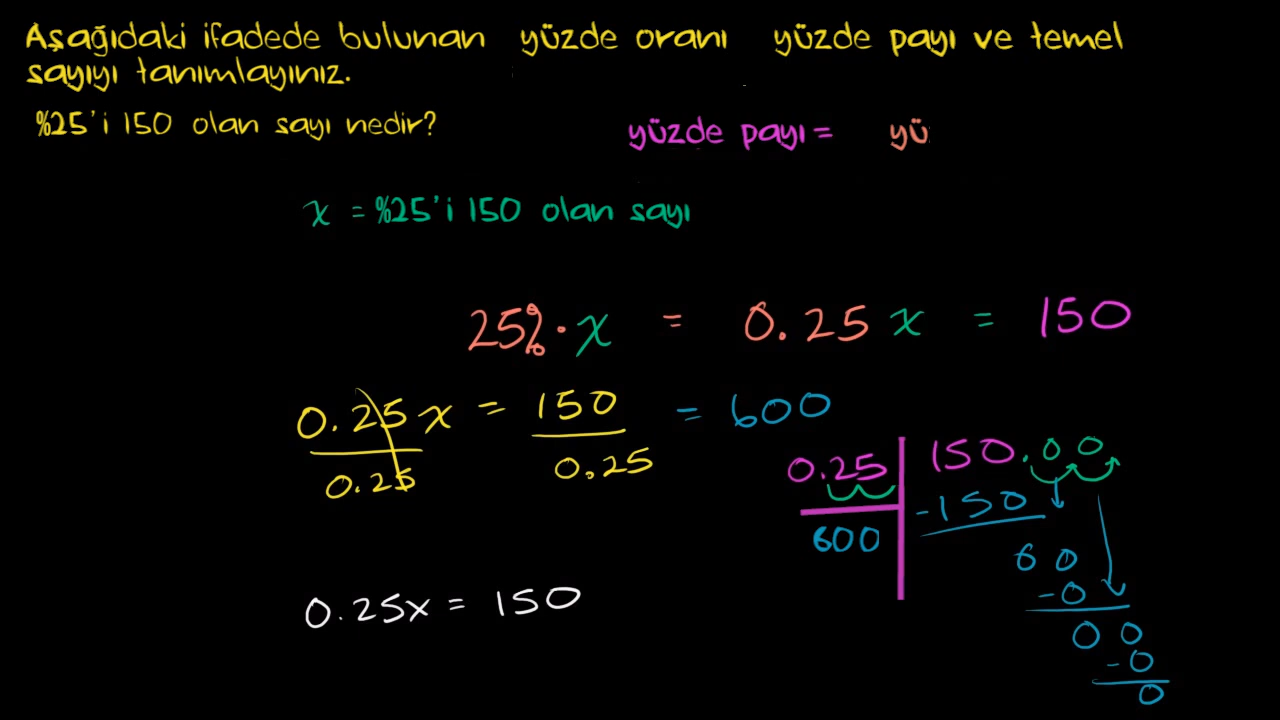 Aşağıdaki ifadede bulunan yüzde oranı yüzde payı ve temel
sayıyı tanımlayınız.
%25'i 150 olan sayı nedir?
yüzde payı = yü
x = %25'i 150 olan sayı
25% · x = 0.25 x = 150
0.25 x = 150 = 600
0.25 0.25
0.25 150.00
-150
600
60
-0
0.25x = 150
00
-0
0